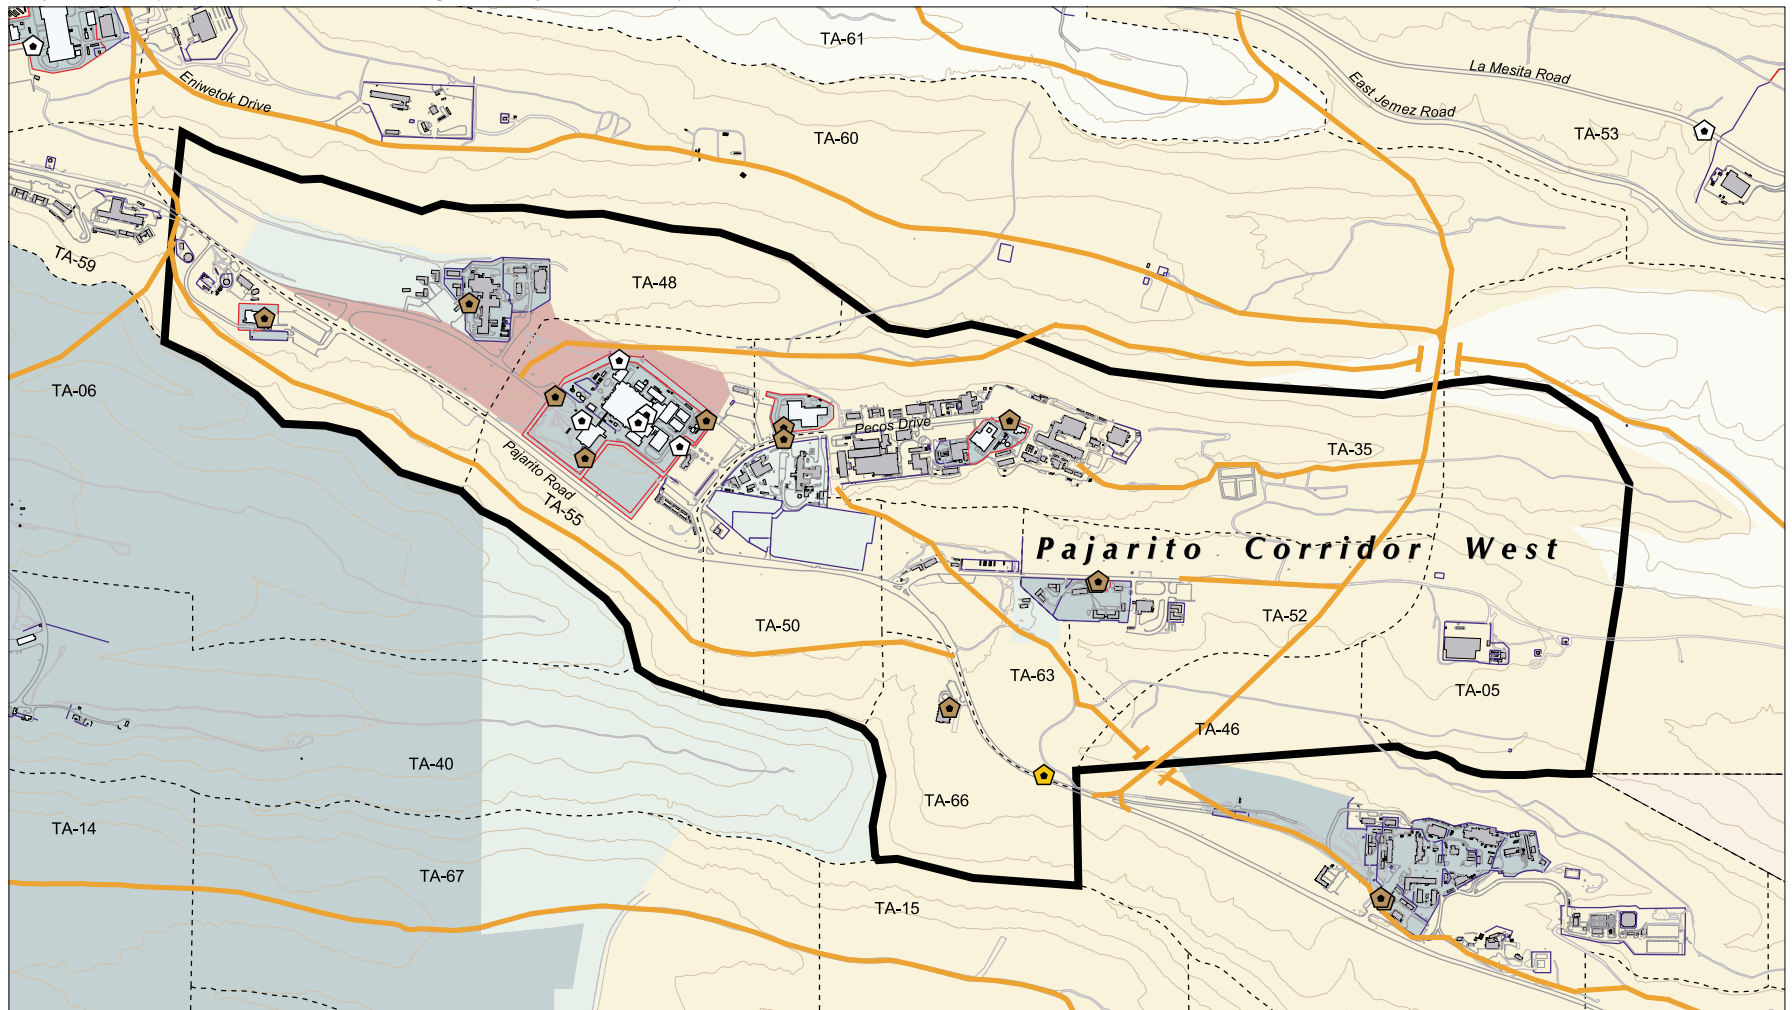 TA-61
La Mesita Road
Eniwetok Drive
East Jemez Road
TA-60
TA-53
TA-59
TA-48
TA-06
Pecos Drive
TA-35
Pajarito Road
TA-55
Pajarito Corridor West
TA-52
TA-50
TA-63
TA-05
TA-46
TA-40
TA-66
TA-14
TA-67
TA-15